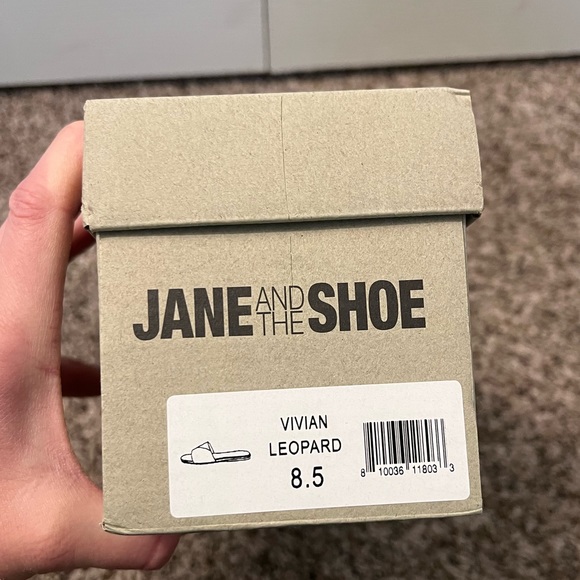 JANE AND THE SHOE
VIVIAN
LEOPARD
8.5
8 10036 11803 3